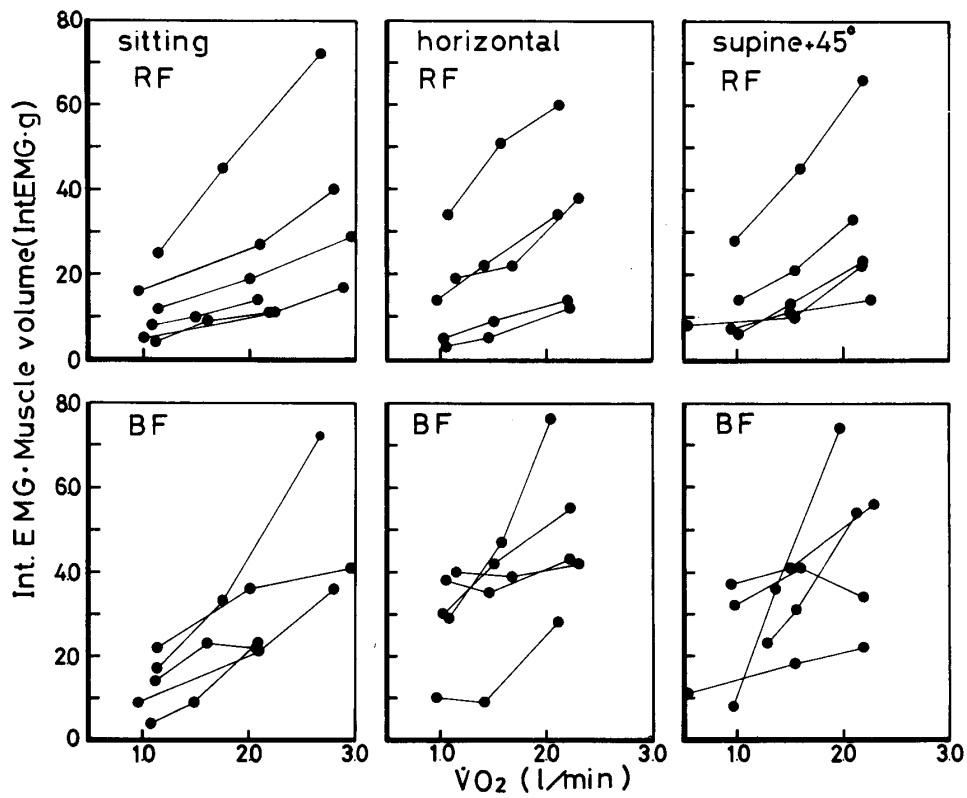 Int. EMG·Muscle volume(IntEMG·g)
80
60
40
20
0
sitting
RF
horizontal
RF
supine+45°
RF
80
60
40
20
0
BF
BF
BF
1.0 2.0 3.0
1.0 2.0 3.0
1.0 2.0 3.0
V̇O₂ (l/min)